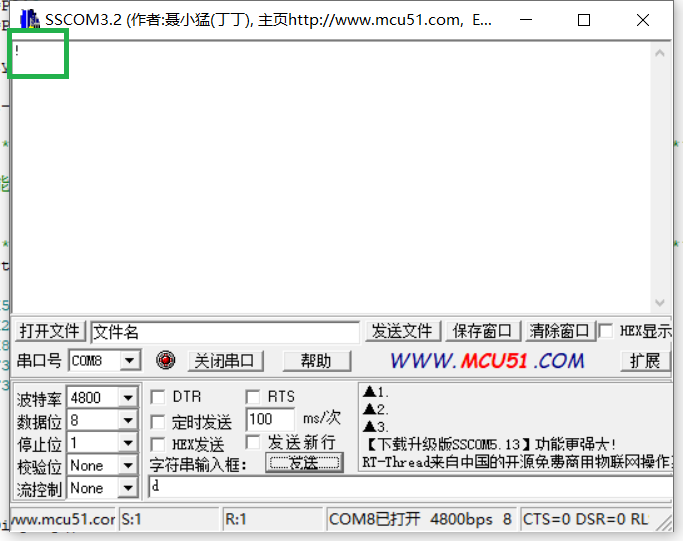 SSCOM3.2 (作者:聂小猛(丁丁), 主页http://www.mcu51.com, E...
!
打开文件 文件名 发送文件 保存窗口 清除窗口 HEX显示
串口号 COM8 关闭串口 帮助 WWW.MCU51.COM 扩展
波特率 4800 DTR RTS
数据位 8 定时发送 100 ms/次
停止位 1 HEX发送 发送新行
校验位 None 字符串输入框: 发送
流控制 None d
▲1.
▲2.
▲3.
【下载升级版SSCOM5.13】功能更强大!
RT-Thread来自中国的开源免费商用物联网操作系
www.mcu51.cor S:1 R:1 COM8已打开 4800bps 8 CTS=0 DSR=0 RL